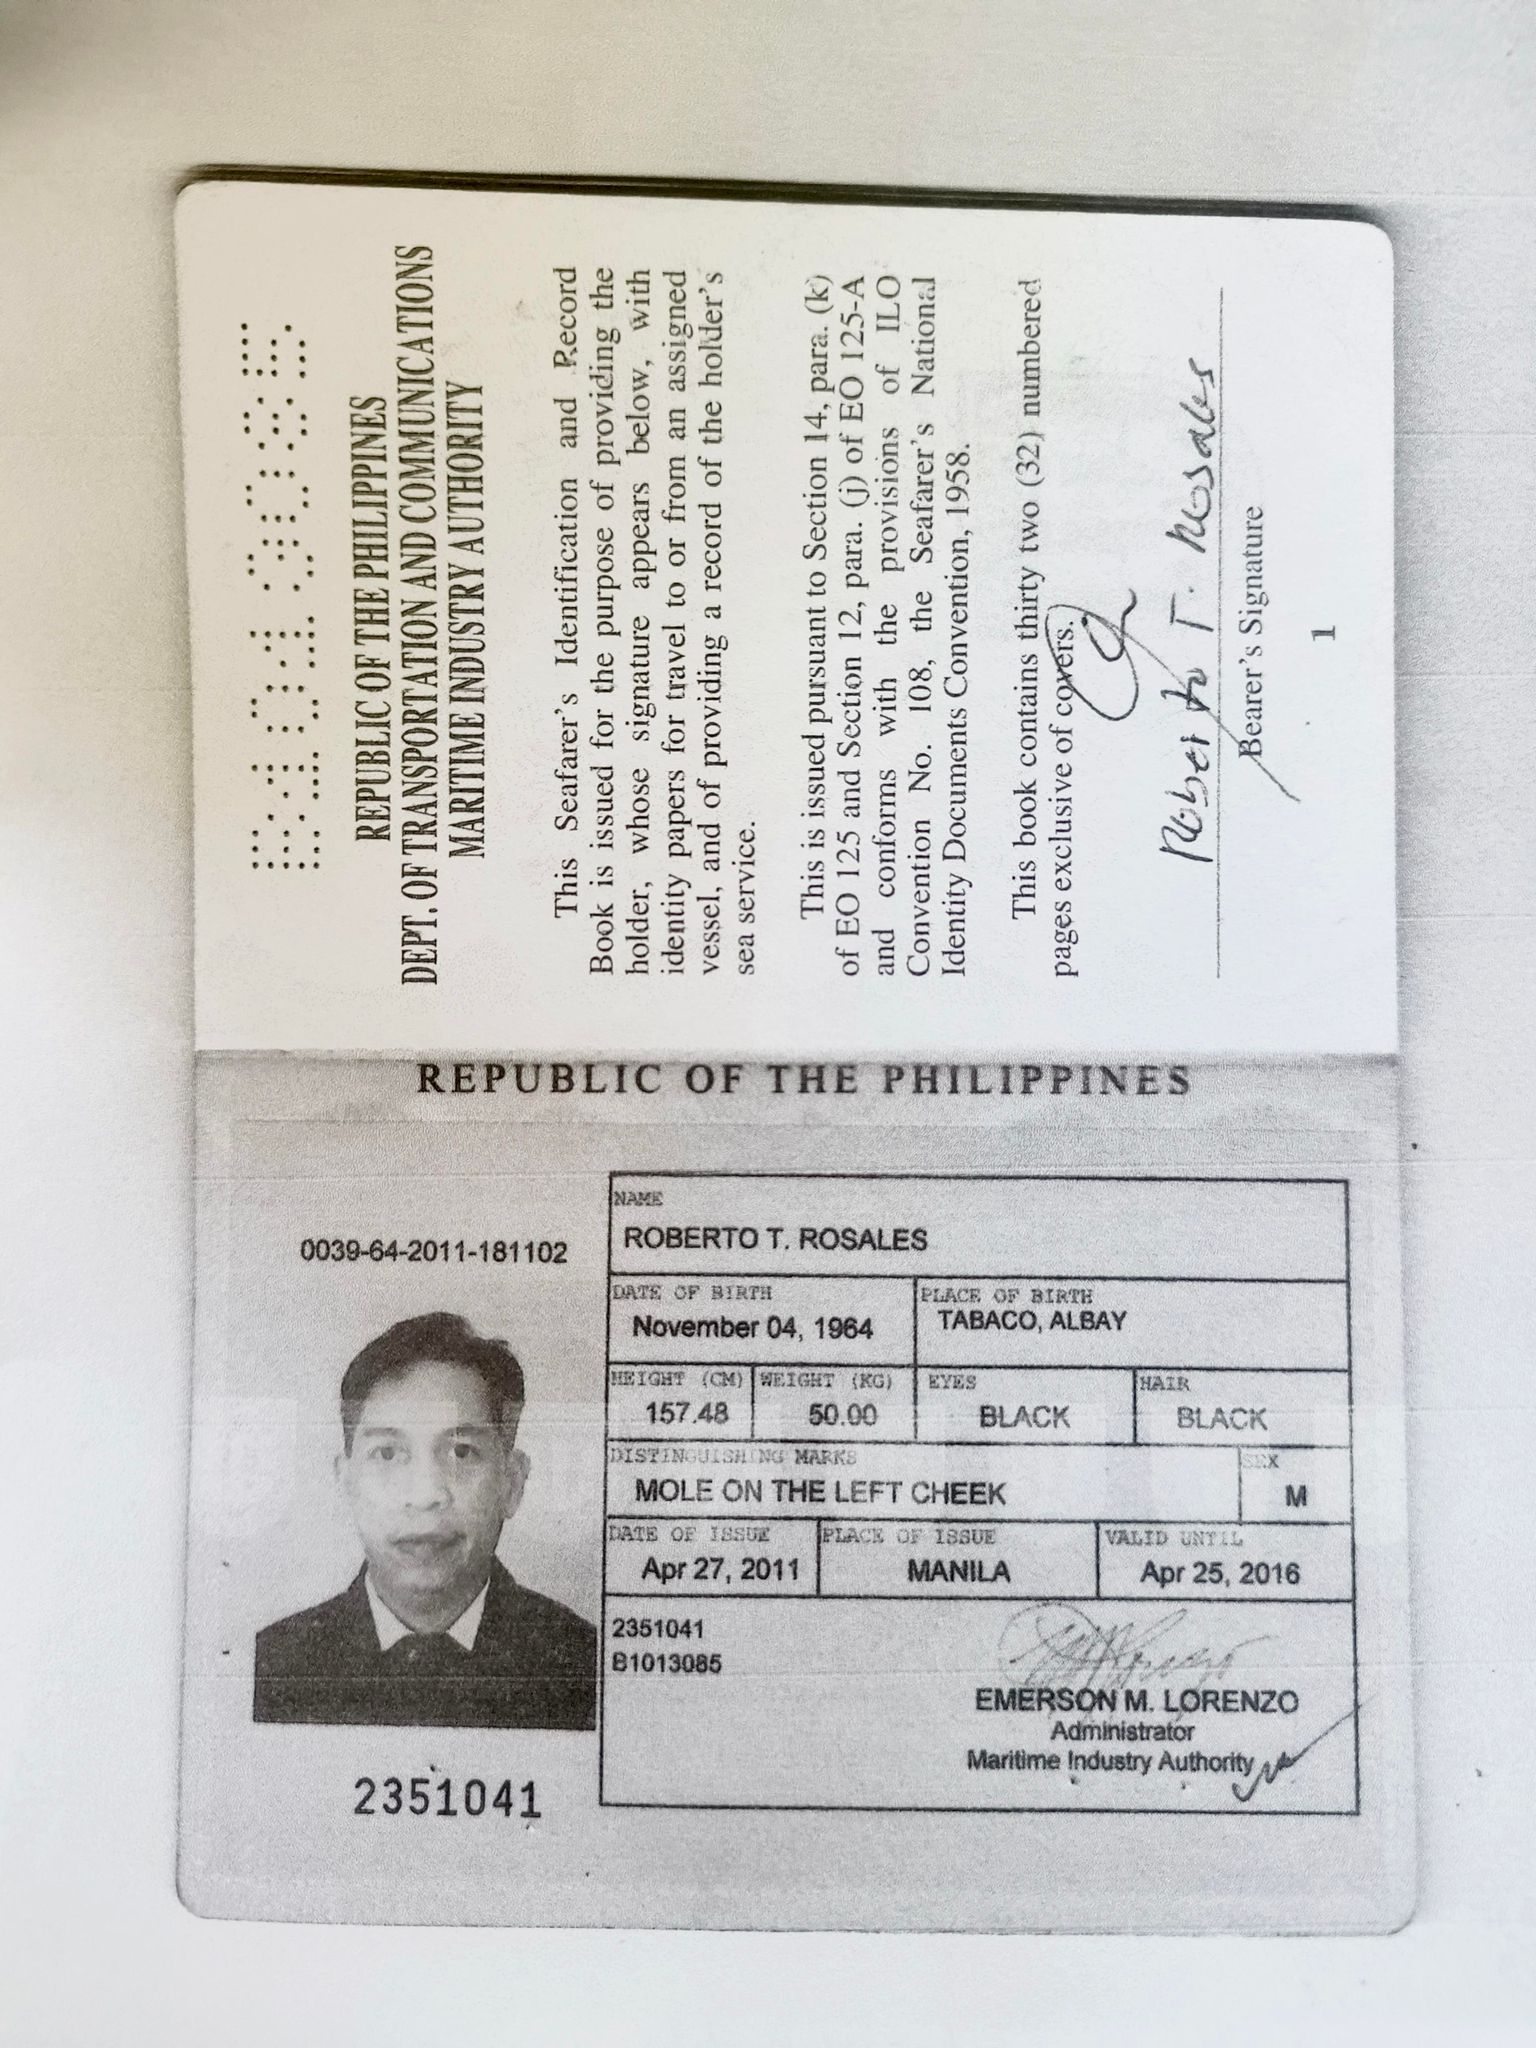 REPUBLIC OF THE PHILIPPINES
DEPT. OF TRANSPORTATION AND COMMUNICATIONS
MARITIME INDUSTRY AUTHORITY
This Seafarer's Identification and Record
Book is issued for the purpose of providing the
holder, whose signature appears below, with
identity papers for travel to or from an assigned
vessel, and of providing a record of the holder's
sea service.
This is issued pursuant to Section 14, para. (k)
of EO 125 and Section 12, para. (j) of EO 125-A
and conforms with the provisions of ILO
Convention No. 108, the Seafarer's National
Identity Documents Convention, 1958.
This book contains thirty two (32) numbered
pages exclusive of covers.
Roberto T. Rosales
Bearer's Signature
1
REPUBLIC OF THE PHILIPPINES
0039-64-2011-181102
NAME
ROBERTO T. ROSALES
DATE OF BIRTH
November 04, 1964
PLACE OF BIRTH
TABACO, ALBAY
HEIGHT (CM)
157.48
WEIGHT (KG)
50.00
EYES
BLACK
HAIR
BLACK
DISTINGUISHING MARKS
MOLE ON THE LEFT CHEEK
SEX
M
DATE OF ISSUE
Apr 27, 2011
PLACE OF ISSUE
MANILA
VALID UNTIL
Apr 25, 2016
2351041
B1013085
EMERSON M. LORENZO
Administrator
Maritime Industry Authority
2351041